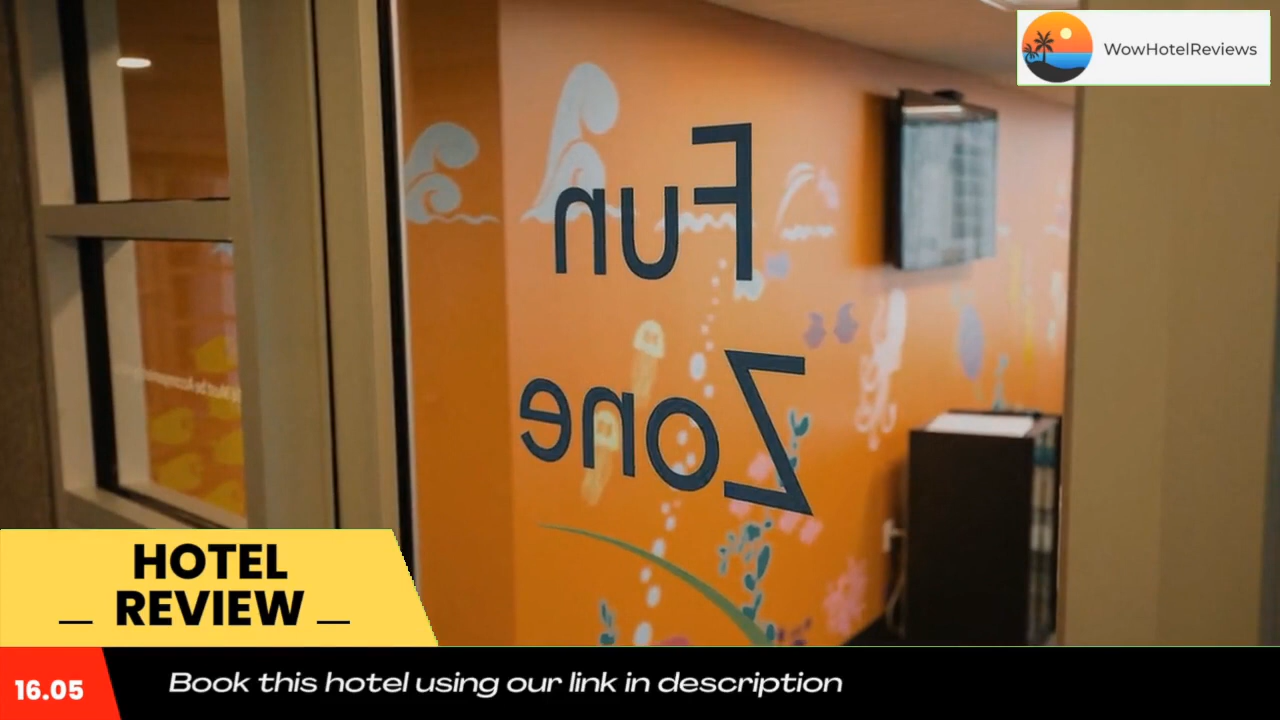 WowHotelReviews
Fun
Zone
HOTEL
REVIEW
16.05
Book this hotel using our link in description